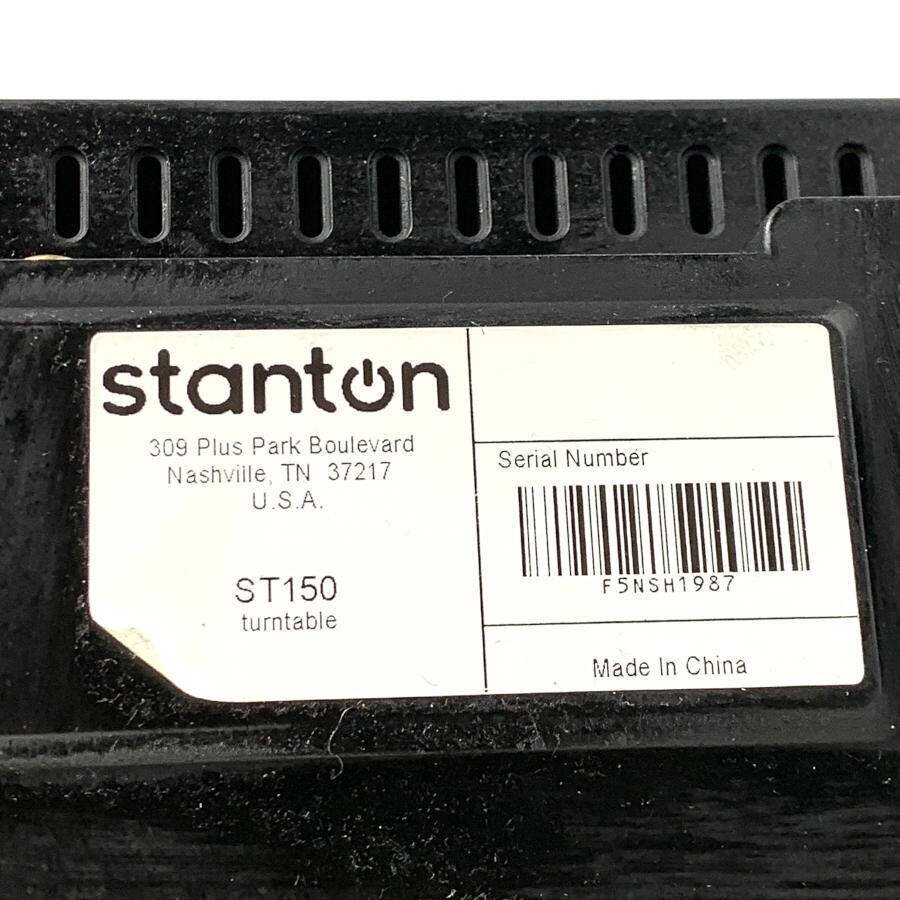 stanton
309 Plus Park Boulevard
Nashville, TN 37217
U.S.A.
ST150
turntable
Serial Number
F5NSH1987
Made In China